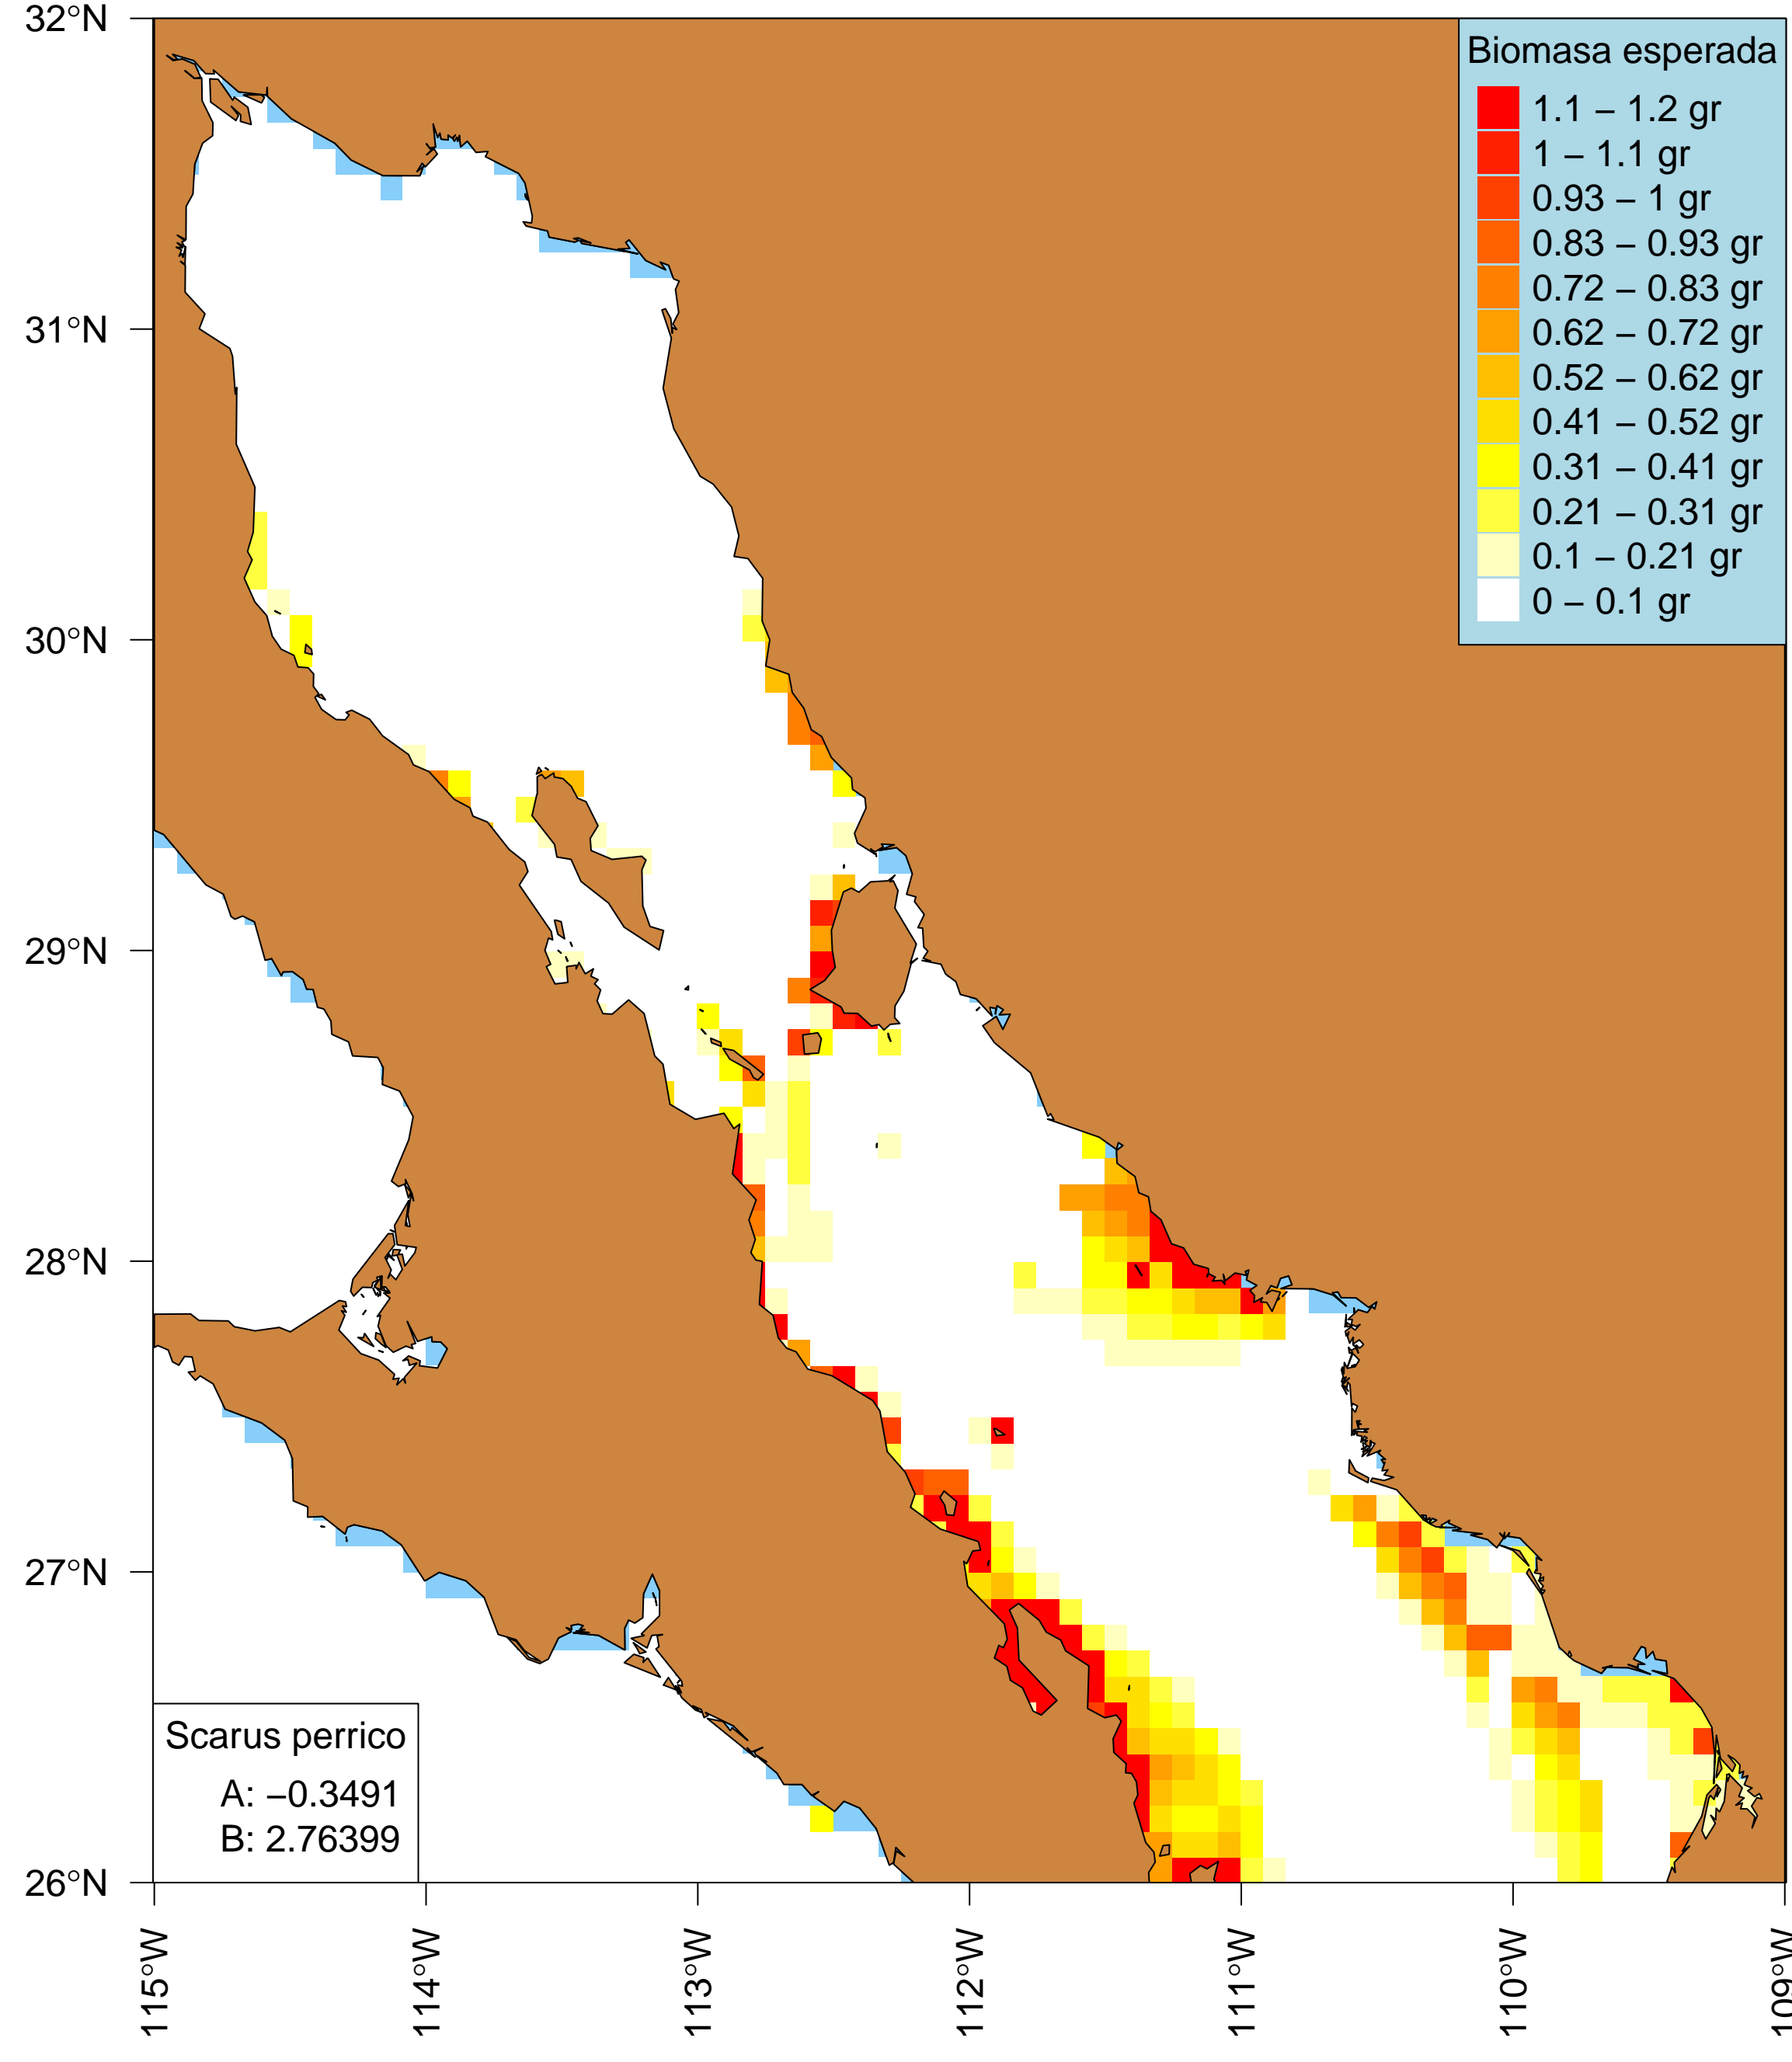 32°N
31°N
30°N
29°N
28°N
27°N
26°N
Biomasa esperada
1.1 – 1.2 gr
1 – 1.1 gr
0.93 – 1 gr
0.83 – 0.93 gr
0.72 – 0.83 gr
0.62 – 0.72 gr
0.52 – 0.62 gr
0.41 – 0.52 gr
0.31 – 0.41 gr
0.21 – 0.31 gr
0.1 – 0.21 gr
0 – 0.1 gr
Scarus perrico
A: −0.3491
B: 2.76399
115°W
114°W
113°W
112°W
111°W
110°W
109°W